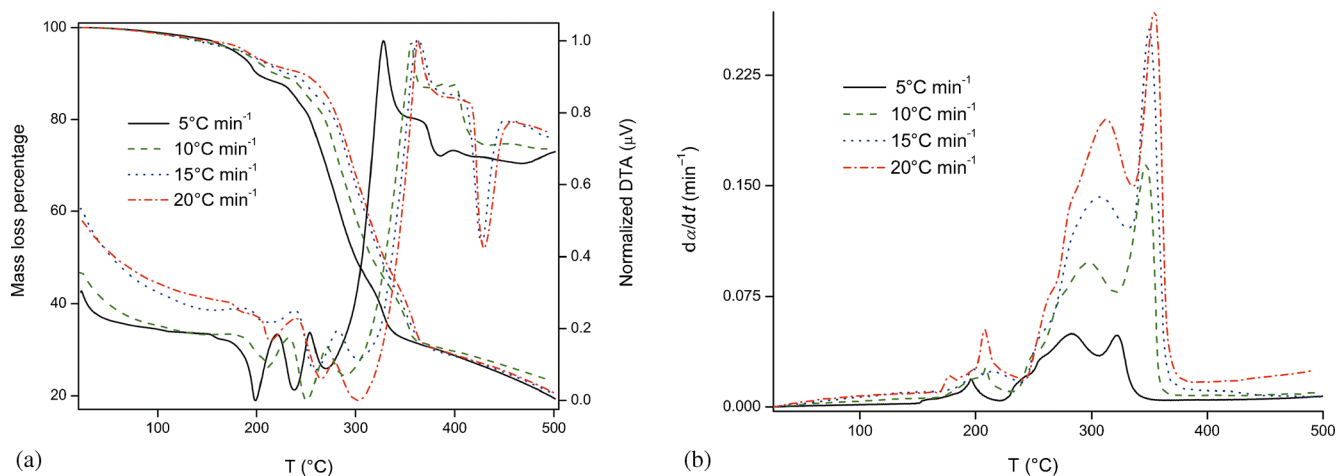 100
80
60
40
20
Mass loss percentage
5°C min⁻¹
10°C min⁻¹
15°C min⁻¹
20°C min⁻¹
1.0
0.8
0.6
0.4
0.2
0.0
Normalized DTA (μV)
100 200 300 400 500
T (°C)
(a)
0.225
0.150
0.075
0.000
dα/dt (min⁻¹)
5°C min⁻¹
10°C min⁻¹
15°C min⁻¹
20°C min⁻¹
100 200 300 400 500
T (°C)
(b)